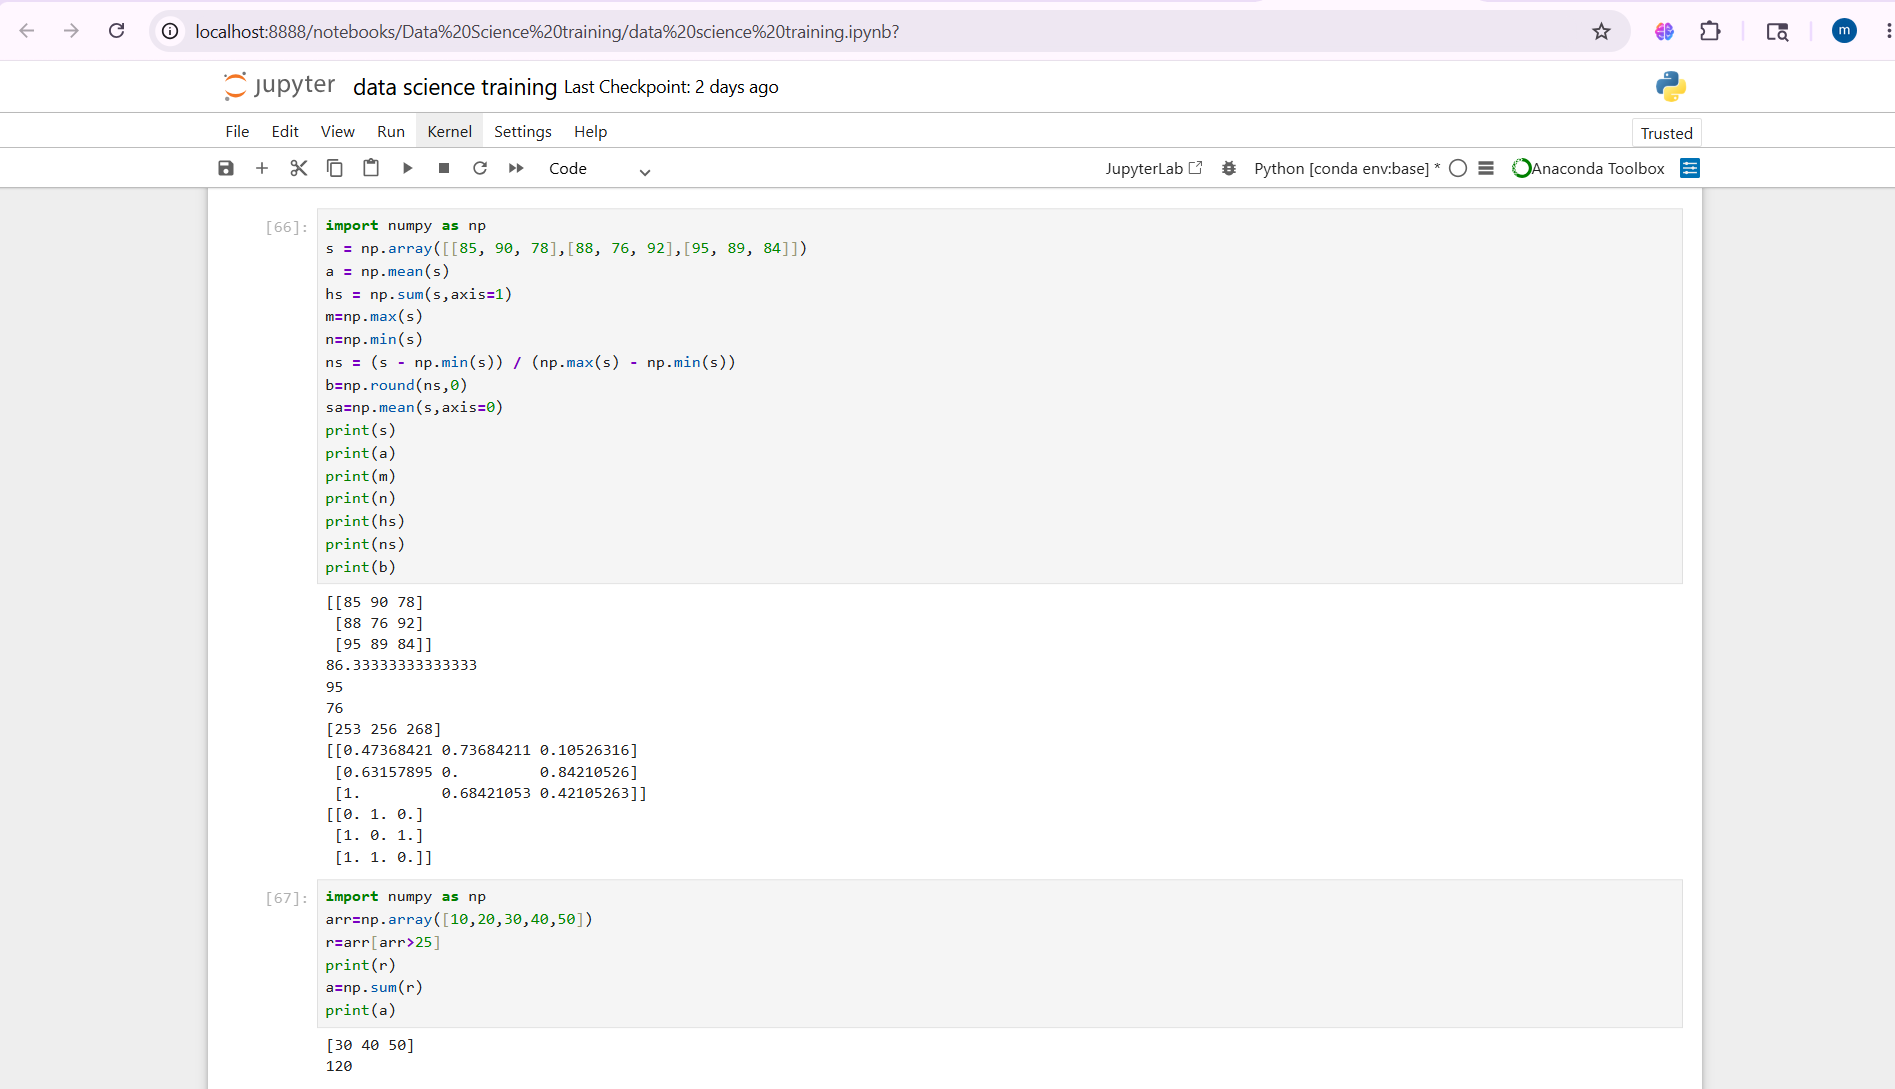 localhost:8888/notebooks/Data%20Science%20training/data%20science%20training.ipynb?
m
jupyter data science training Last Checkpoint: 2 days ago
File Edit View Run Kernel Settings Help
Trusted
Code
JupyterLab Python [conda env:base] * Anaconda Toolbox
[66]:
import numpy as np
s = np.array([[85, 90, 78],[88, 76, 92],[95, 89, 84]])
a = np.mean(s)
hs = np.sum(s,axis=1)
m=np.max(s)
n=np.min(s)
ns = (s - np.min(s)) / (np.max(s) - np.min(s))
b=np.round(ns,0)
sa=np.mean(s,axis=0)
print(s)
print(a)
print(m)
print(n)
print(hs)
print(ns)
print(b)
[[85 90 78]
 [88 76 92]
 [95 89 84]]
86.33333333333333
95
76
[253 256 268]
[[0.47368421 0.73684211 0.10526316]
 [0.63157895 0.         0.84210526]
 [1.         0.68421053 0.42105263]]
[[0. 1. 0.]
 [1. 0. 1.]
 [1. 1. 0.]]
[67]:
import numpy as np
arr=np.array([10,20,30,40,50])
r=arr[arr>25]
print(r)
a=np.sum(r)
print(a)
[30 40 50]
120